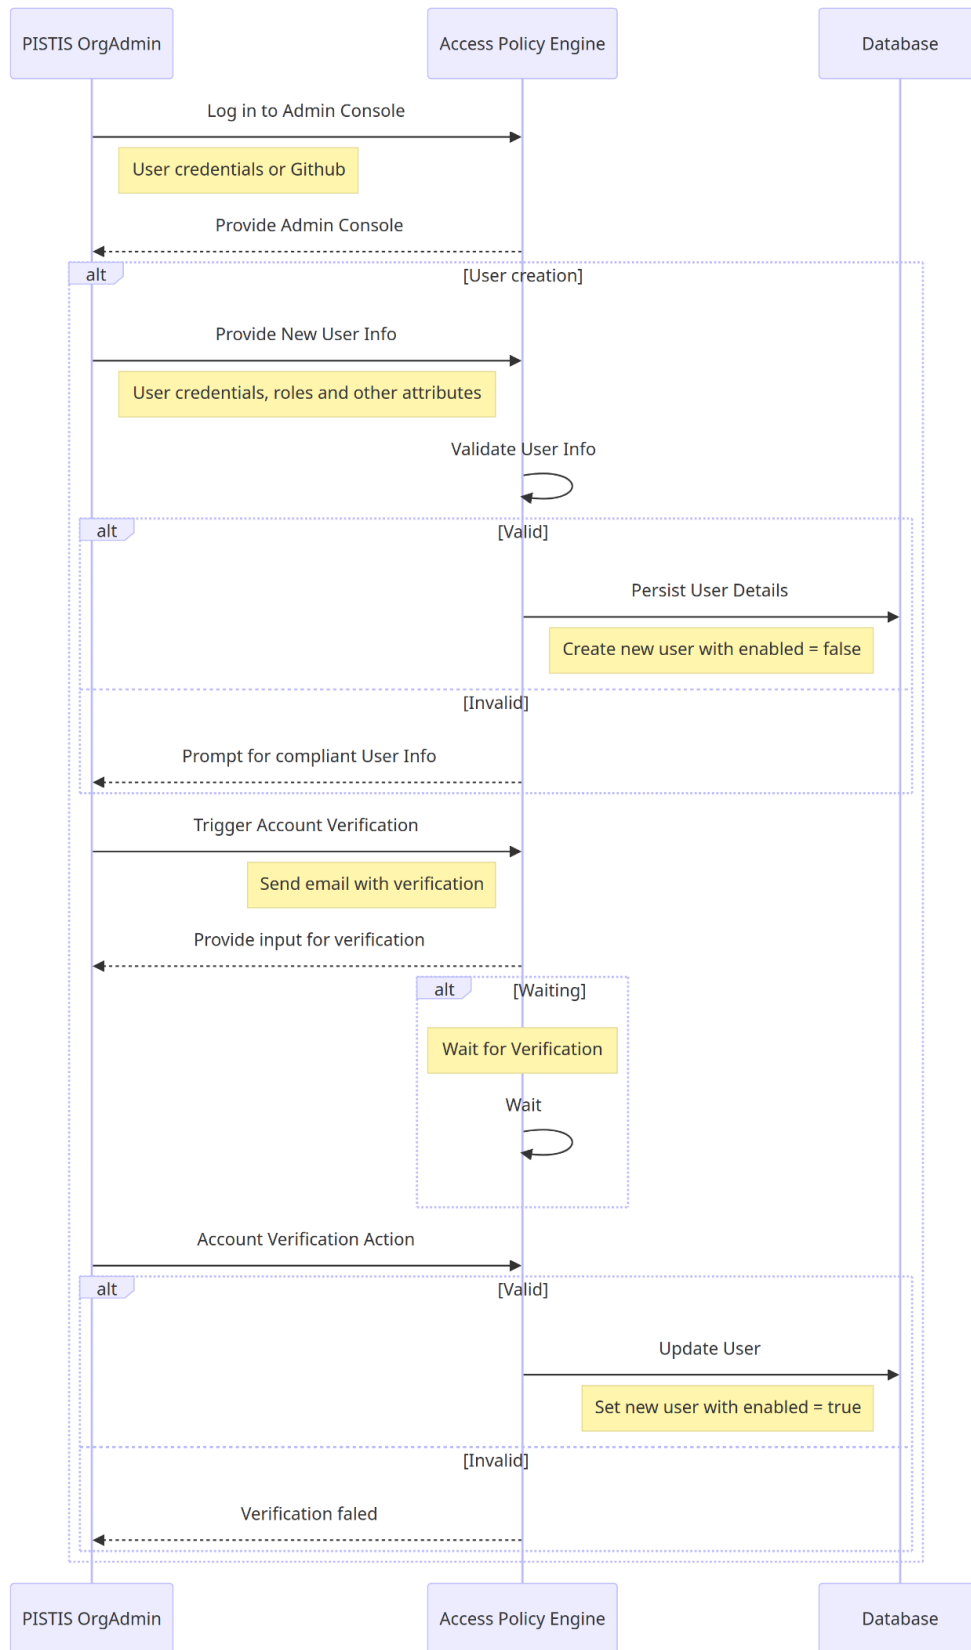 PISTIS OrgAdmin
Access Policy Engine
Database
Log in to Admin Console
User credentials or Github
Provide Admin Console
alt
[User creation]
Provide New User Info
User credentials, roles and other attributes
Validate User Info
alt
[Valid]
Persist User Details
Create new user with enabled = false
[Invalid]
Prompt for compliant User Info
Trigger Account Verification
Send email with verification
Provide input for verification
alt
[Waiting]
Wait for Verification
Wait
Account Verification Action
alt
[Valid]
Update User
Set new user with enabled = true
[Invalid]
Verification faled
PISTIS OrgAdmin
Access Policy Engine
Database